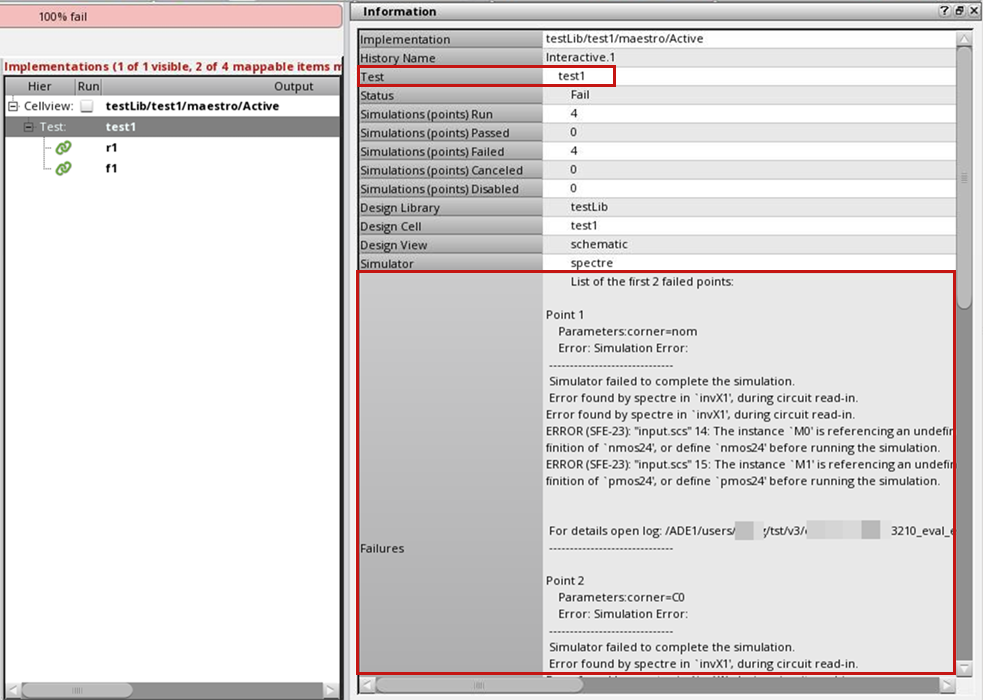 100% fail
Implementations (1 of 1 visible, 2 of 4 mappable items m
Hier Run Output
Cellview: testLib/test1/maestro/Active
Test: test1
r1
f1
Information
Implementation testLib/test1/maestro/Active
History Name Interactive.1
Test test1
Status Fail
Simulations (points) Run 4
Simulations (points) Passed 0
Simulations (points) Failed 4
Simulations (points) Canceled 0
Simulations (points) Disabled 0
Design Library testLib
Design Cell test1
Design View schematic
Simulator spectre
Failures
List of the first 2 failed points:
Point 1
Parameters:corner=nom
Error: Simulation Error:
------------------------------
Simulator failed to complete the simulation.
Error found by spectre in `invX1', during circuit read-in.
Error found by spectre in `invX1', during circuit read-in.
ERROR (SFE-23): "input.scs" 14: The instance `M0' is referencing an undefin
finition of `nmos24', or define `nmos24' before running the simulation.
ERROR (SFE-23): "input.scs" 15: The instance `M1' is referencing an undefin
finition of `pmos24', or define `pmos24' before running the simulation.
For details open log: /ADE1/users/ /tst/v3/ 3210_eval_e
------------------------------
Point 2
Parameters:corner=C0
Error: Simulation Error:
------------------------------
Simulator failed to complete the simulation.
Error found by spectre in `invX1', during circuit read-in.